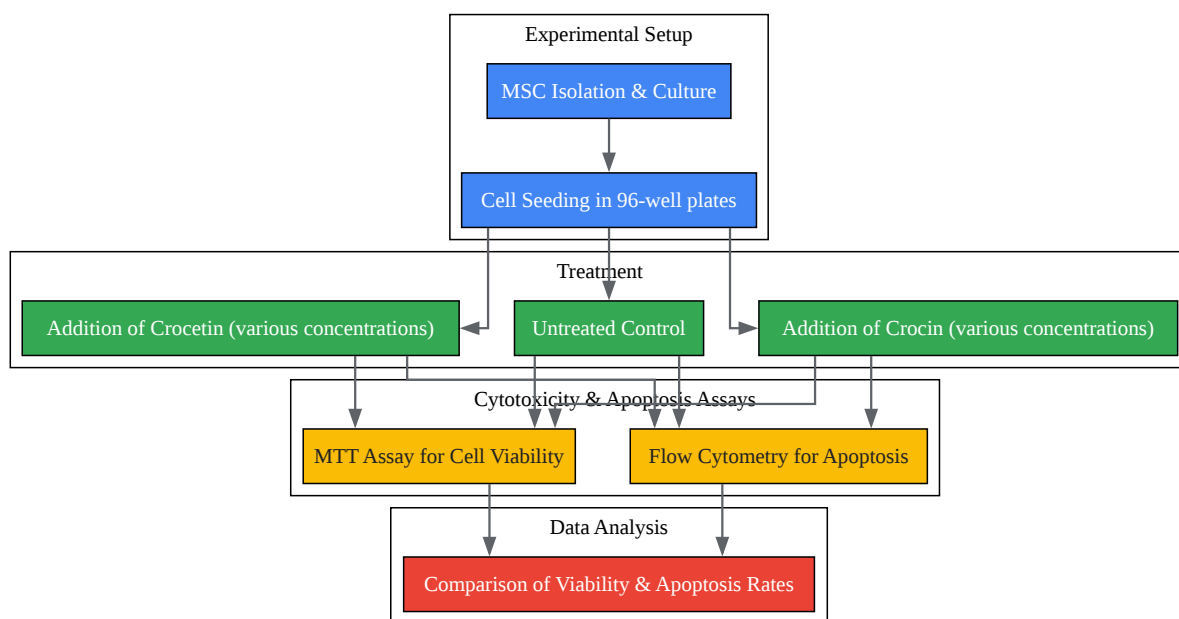 Experimental Setup
MSC Isolation & Culture
Cell Seeding in 96-well plates
Treatment
Addition of Crocetin (various concentrations)
Untreated Control
Addition of Crocin (various concentrations)
Cytotoxicity & Apoptosis Assays
MTT Assay for Cell Viability
Flow Cytometry for Apoptosis
Data Analysis
Comparison of Viability & Apoptosis Rates